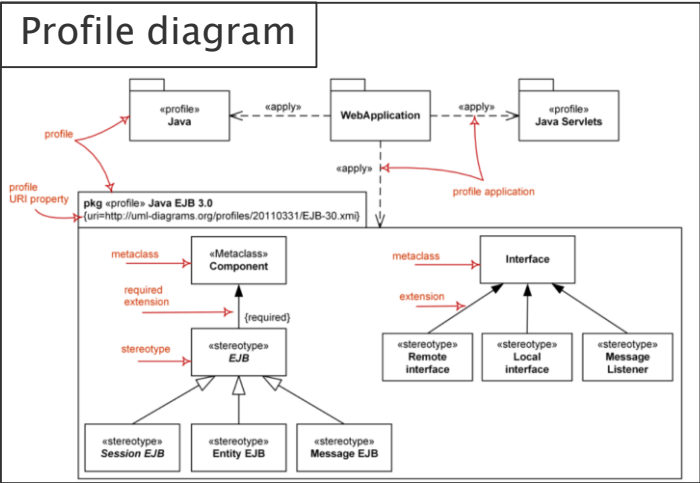 Profile diagram
«profile»
Java
«apply»
WebApplication
«apply»
«profile»
Java Servlets
profile
«apply»
profile application
profile
URI property
pkg «profile» Java EJB 3.0
{uri=http://uml-diagrams.org/profiles/20110331/EJB-30.xmi}
metaclass
«Metaclass»
Component
metaclass
Interface
required
extension
{required}
extension
stereotype
«stereotype»
EJB
«stereotype»
Remote
interface
«stereotype»
Local
interface
«stereotype»
Message
Listener
«stereotype»
Session EJB
«stereotype»
Entity EJB
«stereotype»
Message EJB